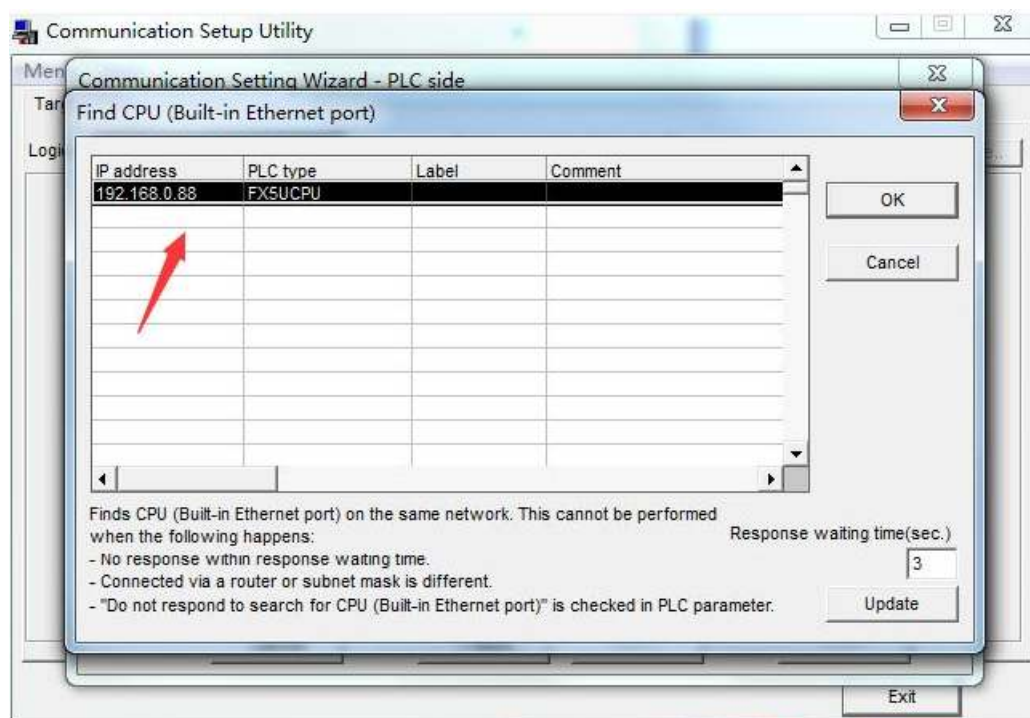 Communication Setup Utility
Men
Communication Setting Wizard - PLC side
Tar
Find CPU (Built-in Ethernet port)
Logi
IP address PLC type Label Comment
192.168.0.88 FX5UCPU
OK
Cancel
Finds CPU (Built-in Ethernet port) on the same network. This cannot be performed
when the following happens:
- No response within response waiting time.
- Connected via a router or subnet mask is different.
- "Do not respond to search for CPU (Built-in Ethernet port)" is checked in PLC parameter.
Response waiting time(sec.)
3
Update
Exit